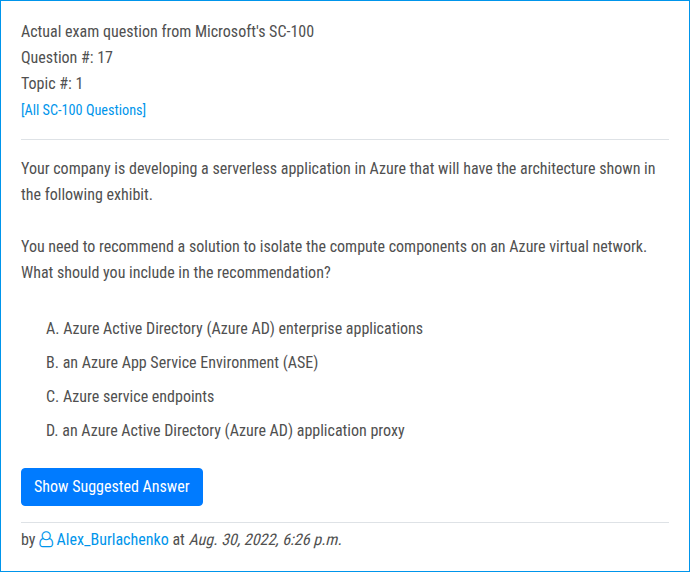 Actual exam question from Microsoft's SC-100
Question #: 17
Topic #: 1
[All SC-100 Questions]
Your company is developing a serverless application in Azure that will have the architecture shown in
the following exhibit.
You need to recommend a solution to isolate the compute components on an Azure virtual network.
What should you include in the recommendation?
A. Azure Active Directory (Azure AD) enterprise applications
B. an Azure App Service Environment (ASE)
C. Azure service endpoints
D. an Azure Active Directory (Azure AD) application proxy
Show Suggested Answer
by Alex_Burlachenko at Aug. 30, 2022, 6:26 p.m.